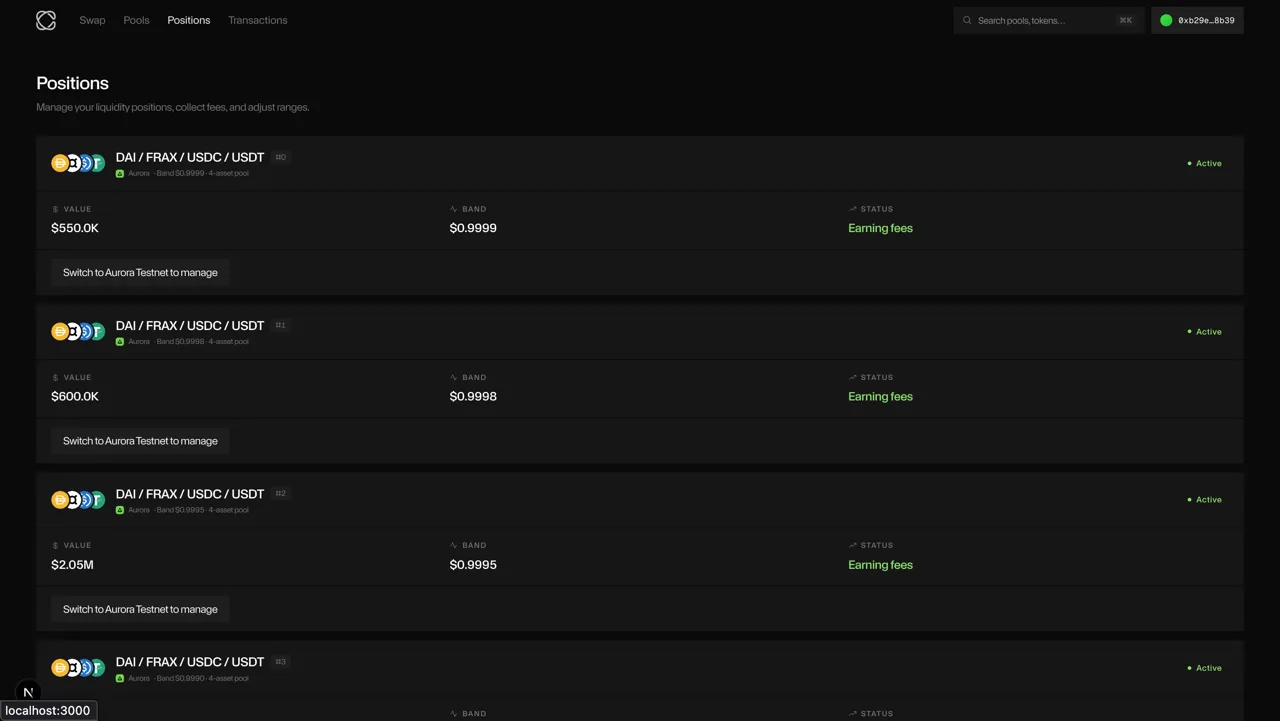 Swap Pools Positions Transactions Search pools, tokens... ⌘K 0xb29e...8b39
Positions
Manage your liquidity positions, collect fees, and adjust ranges.
DAI / FRAX / USDC / USDT #0
Aurora · Band $0.9999 · 4-asset pool
Active
VALUE BAND STATUS
$550.0K $0.9999 Earning fees
Switch to Aurora Testnet to manage
DAI / FRAX / USDC / USDT #1
Aurora · Band $0.9998 · 4-asset pool
Active
VALUE BAND STATUS
$600.0K $0.9998 Earning fees
Switch to Aurora Testnet to manage
DAI / FRAX / USDC / USDT #2
Aurora · Band $0.9995 · 4-asset pool
Active
VALUE BAND STATUS
$2.05M $0.9995 Earning fees
Switch to Aurora Testnet to manage
DAI / FRAX / USDC / USDT #3
Aurora · Band $0.9990 · 4-asset pool
Active
N
localhost:3000
BAND STATUS